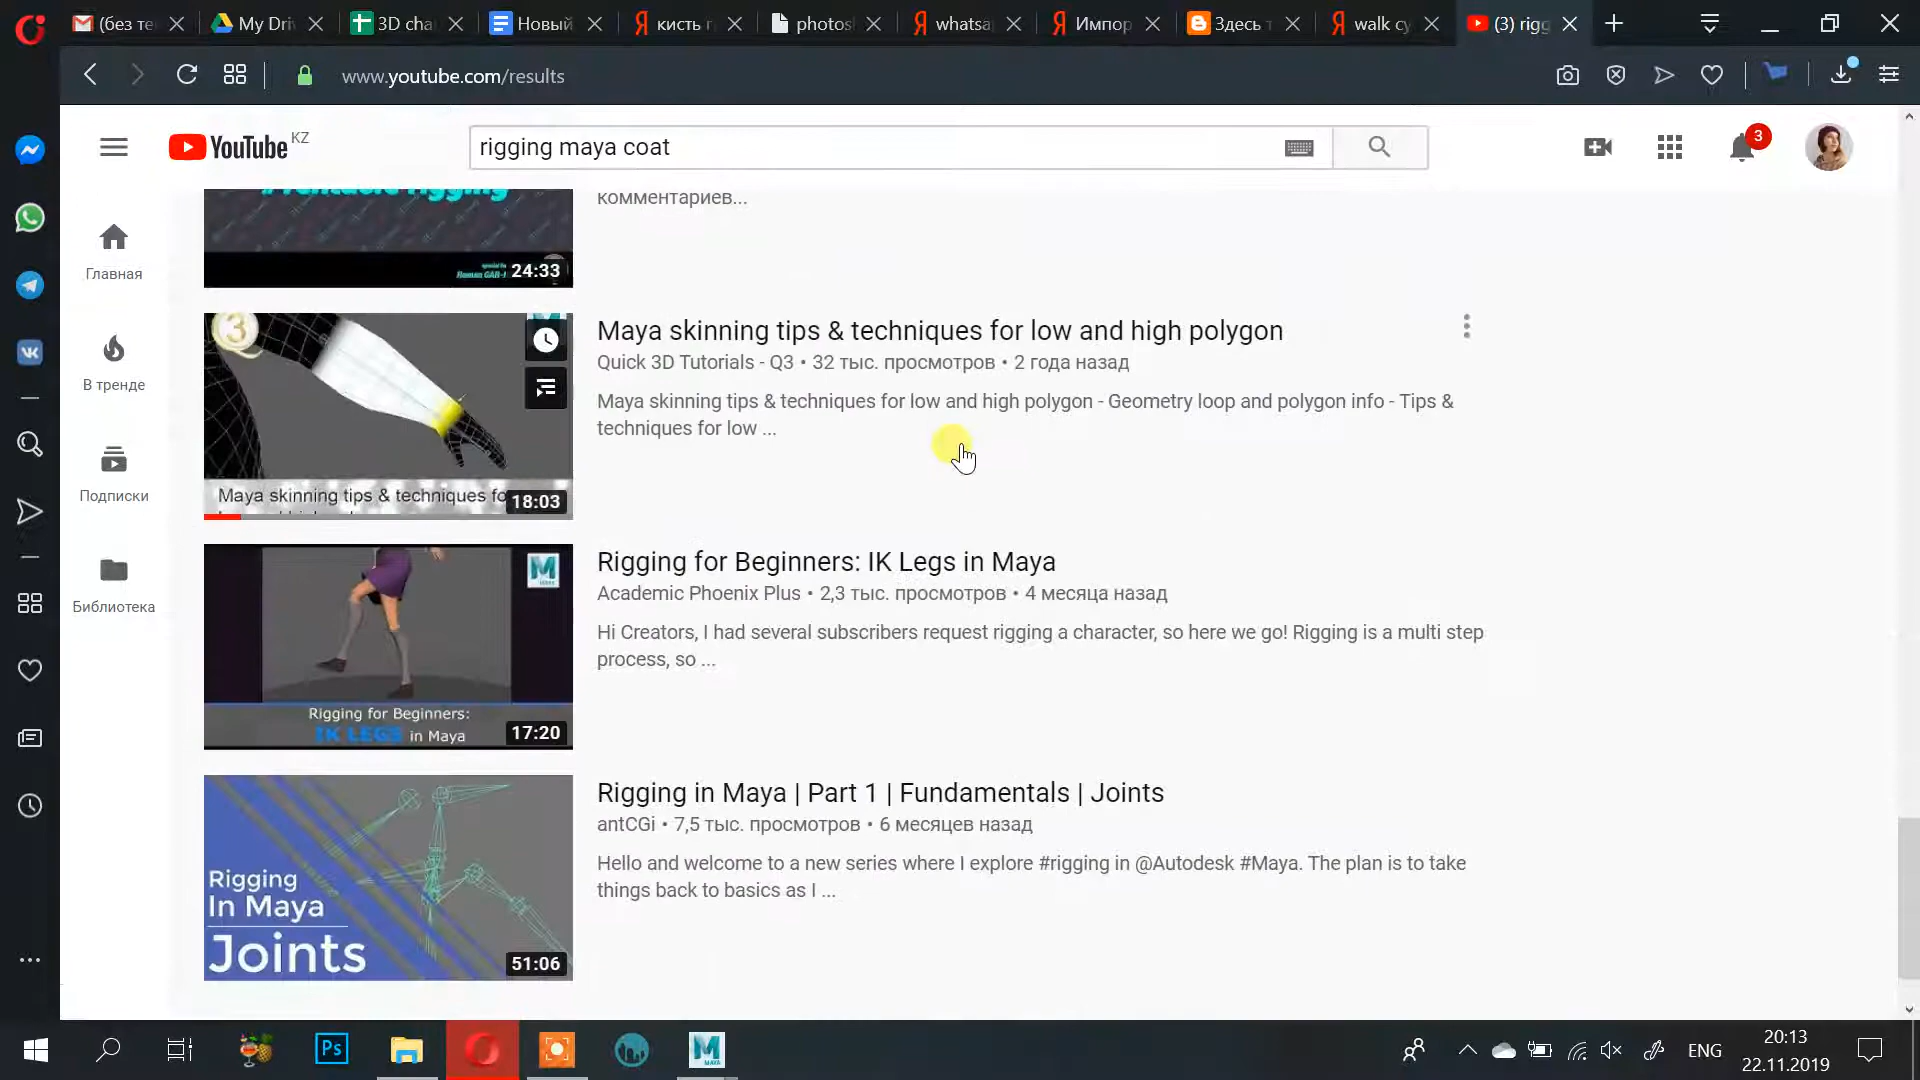 (без те
My Driv
3D cha
Новый
кисть г
photos
whatsa
Импор
Здесь т
walk cy
(3) rigg
www.youtube.com/results
YouTube KZ
rigging maya coat
3
Главная
В тренде
Подписки
Библиотека
комментариев...
24:33
Maya skinning tips & techniques for low and high polygon
Quick 3D Tutorials - Q3 • 32 тыс. просмотров • 2 года назад
Maya skinning tips & techniques for low and high polygon - Geometry loop and polygon info - Tips &
techniques for low ...
3
Maya skinning tips & techniques fo
18:03
Rigging for Beginners: IK Legs in Maya
Academic Phoenix Plus • 2,3 тыс. просмотров • 4 месяца назад
Hi Creators, I had several subscribers request rigging a character, so here we go! Rigging is a multi step
process, so ...
Rigging for Beginners:
IK LEGS in Maya
17:20
Rigging in Maya | Part 1 | Fundamentals | Joints
antCGi • 7,5 тыс. просмотров • 6 месяцев назад
Hello and welcome to a new series where I explore #rigging in @Autodesk #Maya. The plan is to take
things back to basics as I ...
Rigging
In Maya
Joints
51:06
Ps
ENG
20:13
22.11.2019